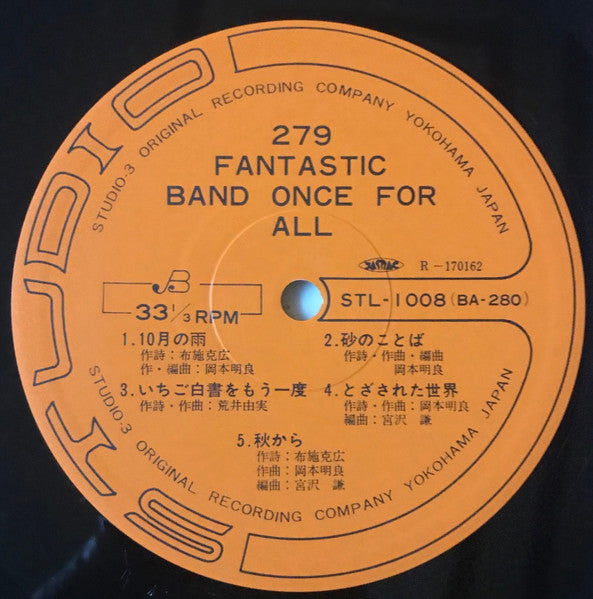 STUDIO
STUDIO-3 ORIGINAL RECORDING COMPANY YOKOHAMA JAPAN
279
FANTASTIC
BAND ONCE FOR
ALL
JASRAC R-170162
B
STL-1008(BA-280)
33 1/3 RPM
1.10月の雨
作詩:布施克広
作・編曲:岡本明良
2.砂のことば
作詩・作曲・編曲
岡本明良
3.いちご白書をもう一度
作詩・作曲:荒井由実
4.とざされた世界
作詩・作曲:岡本明良
編曲:宮沢 謙
5.秋から
作詩:布施克広
作曲:岡本明良
編曲:宮沢 謙
STUDIO-3 ORIGINAL RECORDING COMPANY YOKOHAMA JAPAN